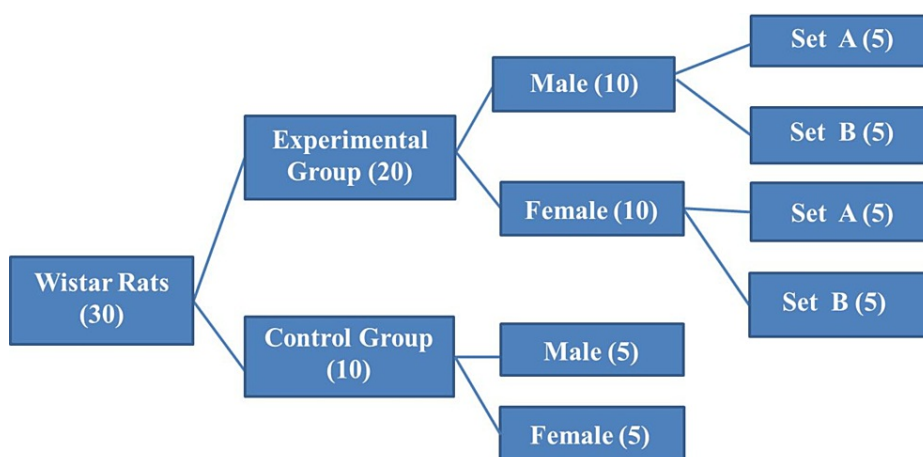 Wistar Rats
(30)
Experimental
Group (20)
Male (10)
Set A (5)
Set B (5)
Female (10)
Set A (5)
Set B (5)
Control Group
(10)
Male (5)
Female (5)